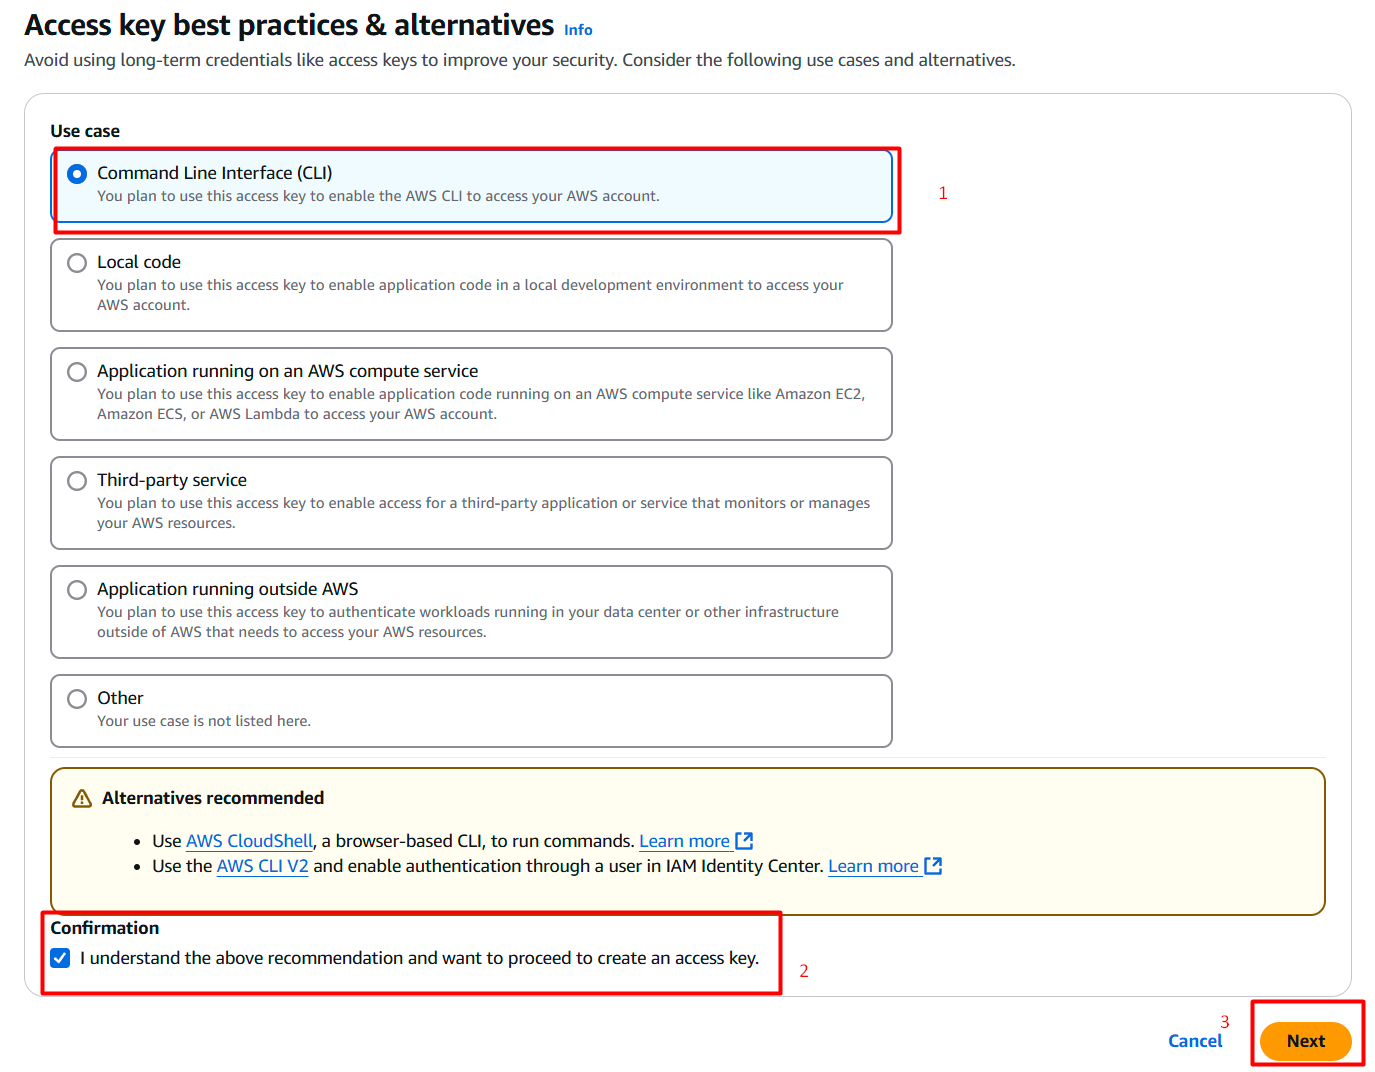 Access key best practices & alternatives Info
Avoid using long-term credentials like access keys to improve your security. Consider the following use cases and alternatives.
Use case
Command Line Interface (CLI)
You plan to use this access key to enable the AWS CLI to access your AWS account.
1
Local code
You plan to use this access key to enable application code in a local development environment to access your
AWS account.
Application running on an AWS compute service
You plan to use this access key to enable application code running on an AWS compute service like Amazon EC2,
Amazon ECS, or AWS Lambda to access your AWS account.
Third-party service
You plan to use this access key to enable access for a third-party application or service that monitors or manages
your AWS resources.
Application running outside AWS
You plan to use this access key to authenticate workloads running in your data center or other infrastructure
outside of AWS that needs to access your AWS resources.
Other
Your use case is not listed here.
Alternatives recommended
• Use AWS CloudShell, a browser-based CLI, to run commands. Learn more
• Use the AWS CLI V2 and enable authentication through a user in IAM Identity Center. Learn more
Confirmation
I understand the above recommendation and want to proceed to create an access key.
2
3
Cancel Next